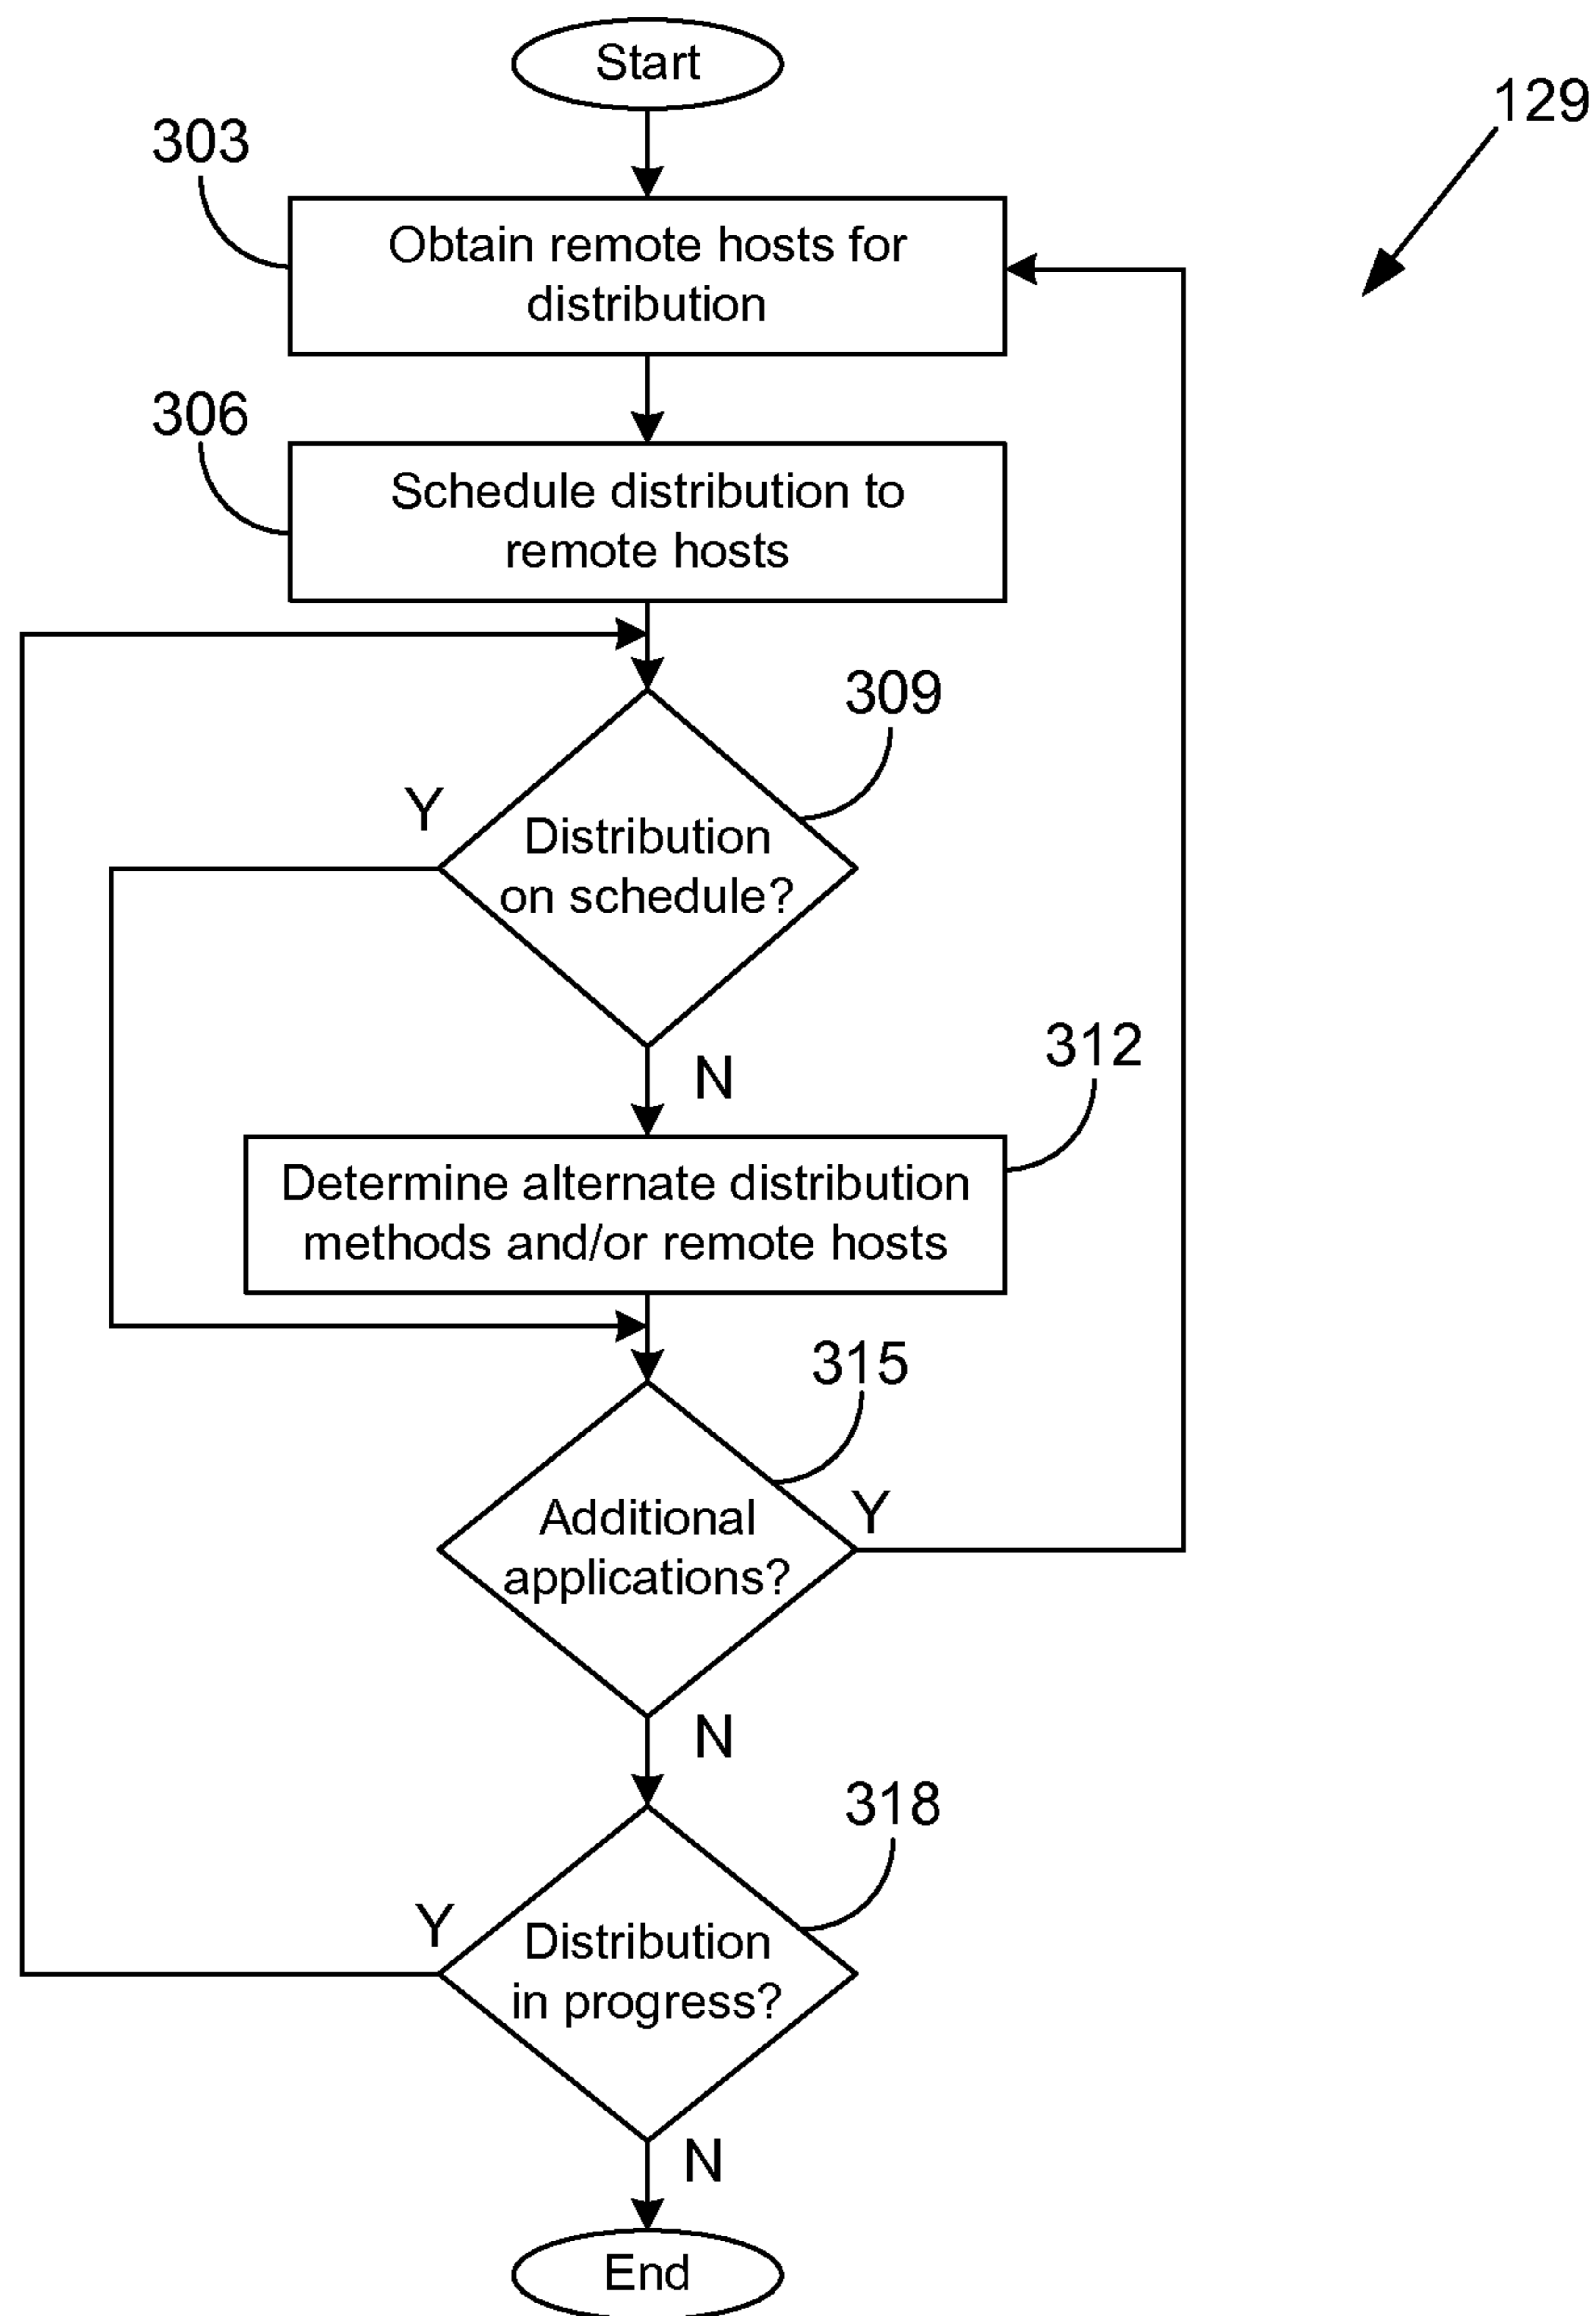 Start
129
303
Obtain remote hosts for
distribution
306
Schedule distribution to
remote hosts
309
Y
Distribution
on schedule?
N
312
Determine alternate distribution
methods and/or remote hosts
315
Y
Additional
applications?
N
318
Y
Distribution
in progress?
N
End